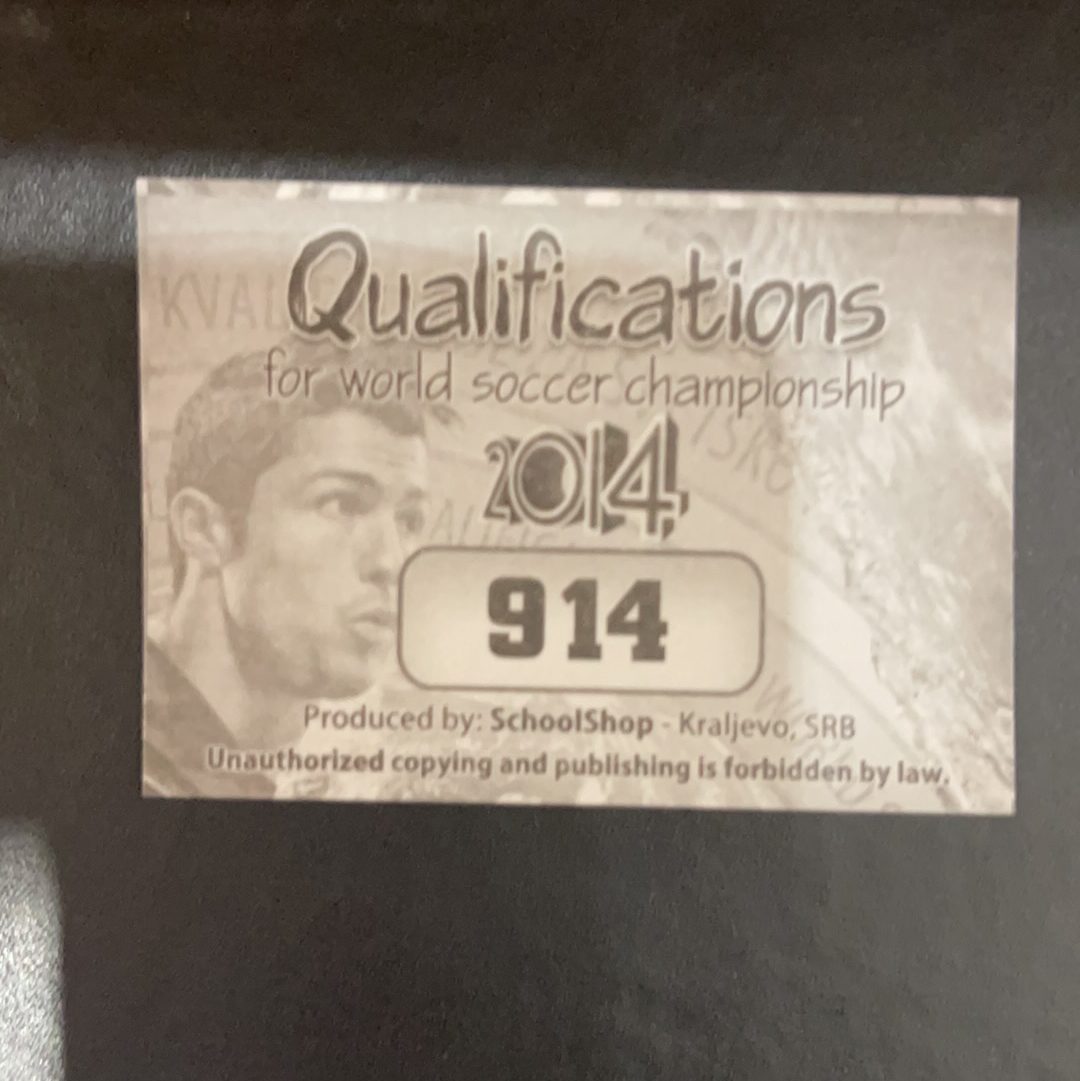 Qualifications
for world soccer championship
2014
914
Produced by: SchoolShop - Kraljevo, SRB
Unauthorized copying and publishing is forbidden by law.